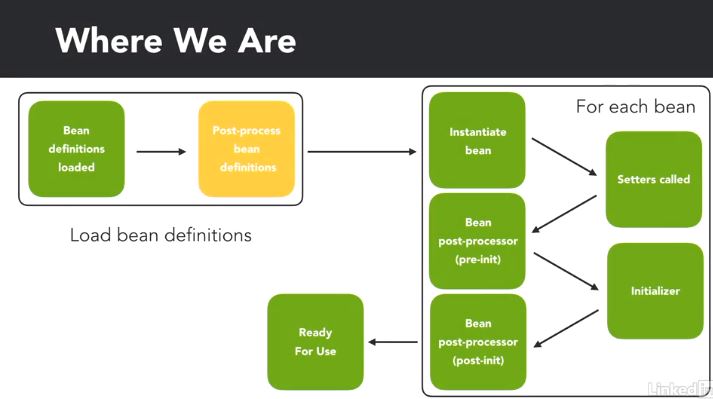 Where We Are
Bean
definitions
loaded
Post-process
bean
definitions
Load bean definitions
For each bean
Instantiate
bean
Setters called
Bean
post-processor
(pre-init)
Initializer
Bean
post-processor
(post-init)
Ready
For Use
Linked